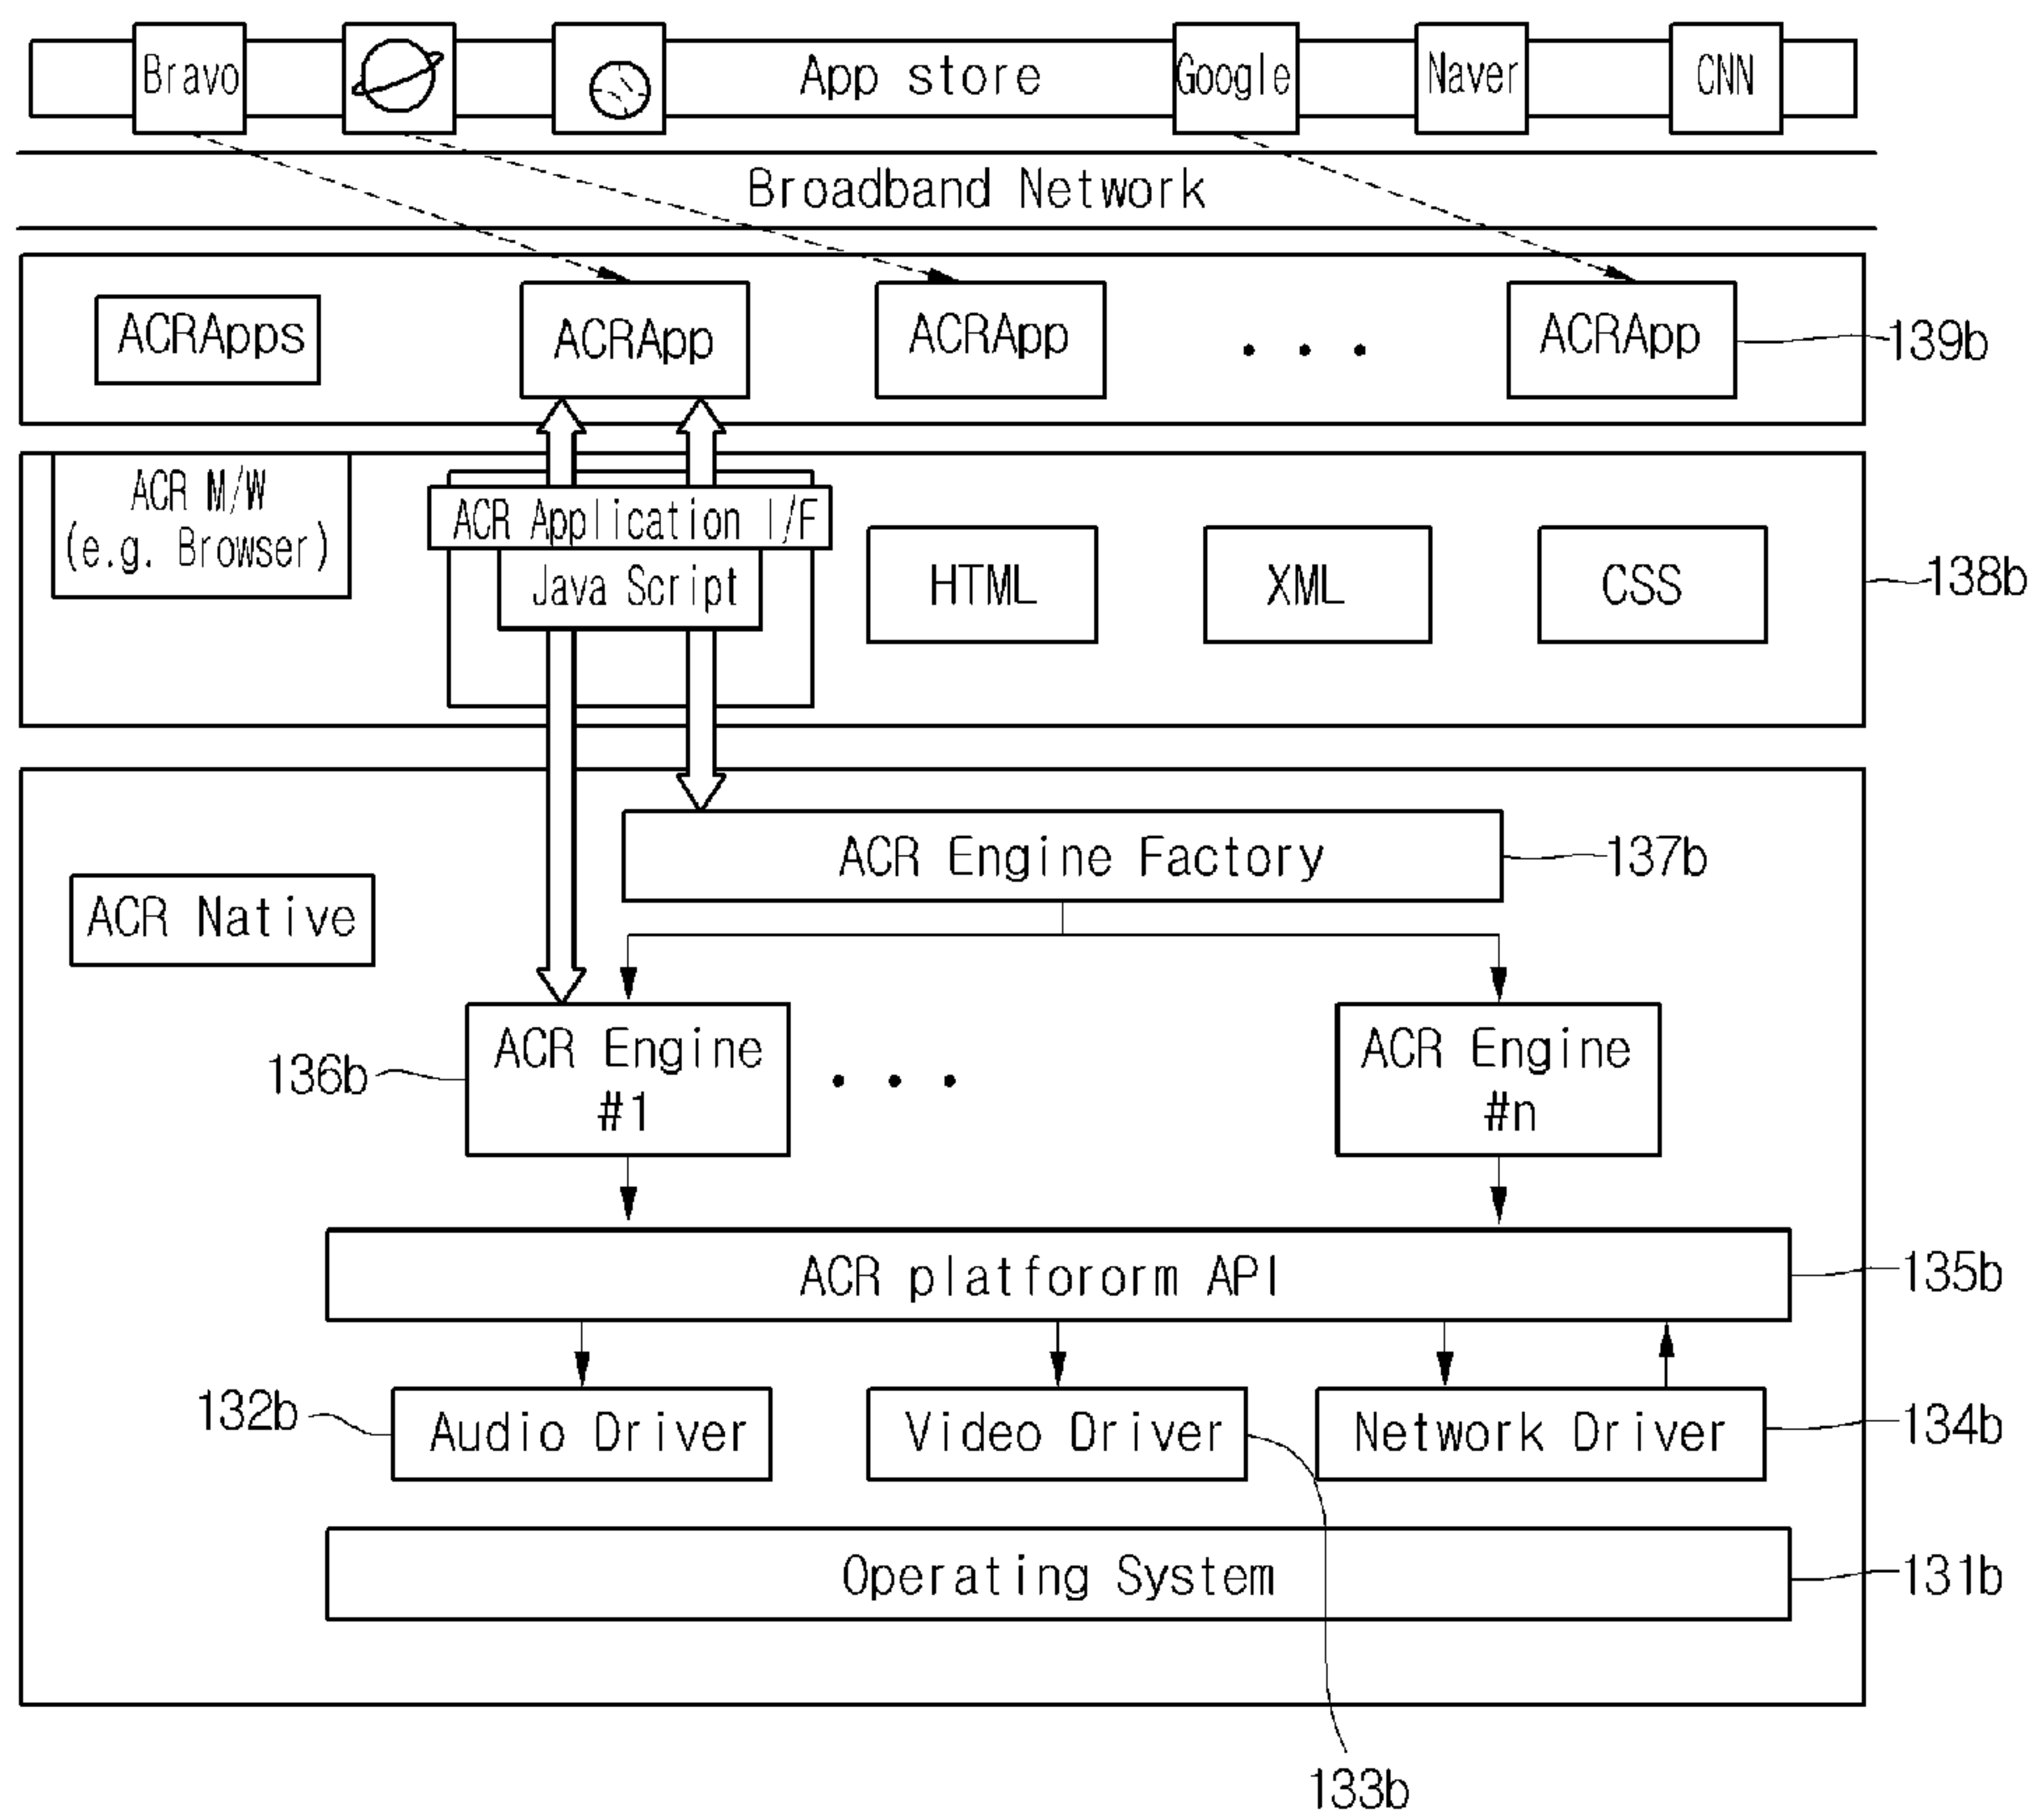 Bravo
App store
Google
Naver
CNN
Broadband Network
ACRApps
ACRApp
ACRApp
ACRApp
139b
ACR M/W
(e.g. Browser)
ACR Application I/F
Java Script
HTML
XML
CSS
138b
ACR Engine Factory
137b
ACR Native
ACR Engine
#1
136b
ACR Engine
#n
ACR platfororm API
135b
132b
Audio Driver
Video Driver
Network Driver
134b
Operating System
131b
133b